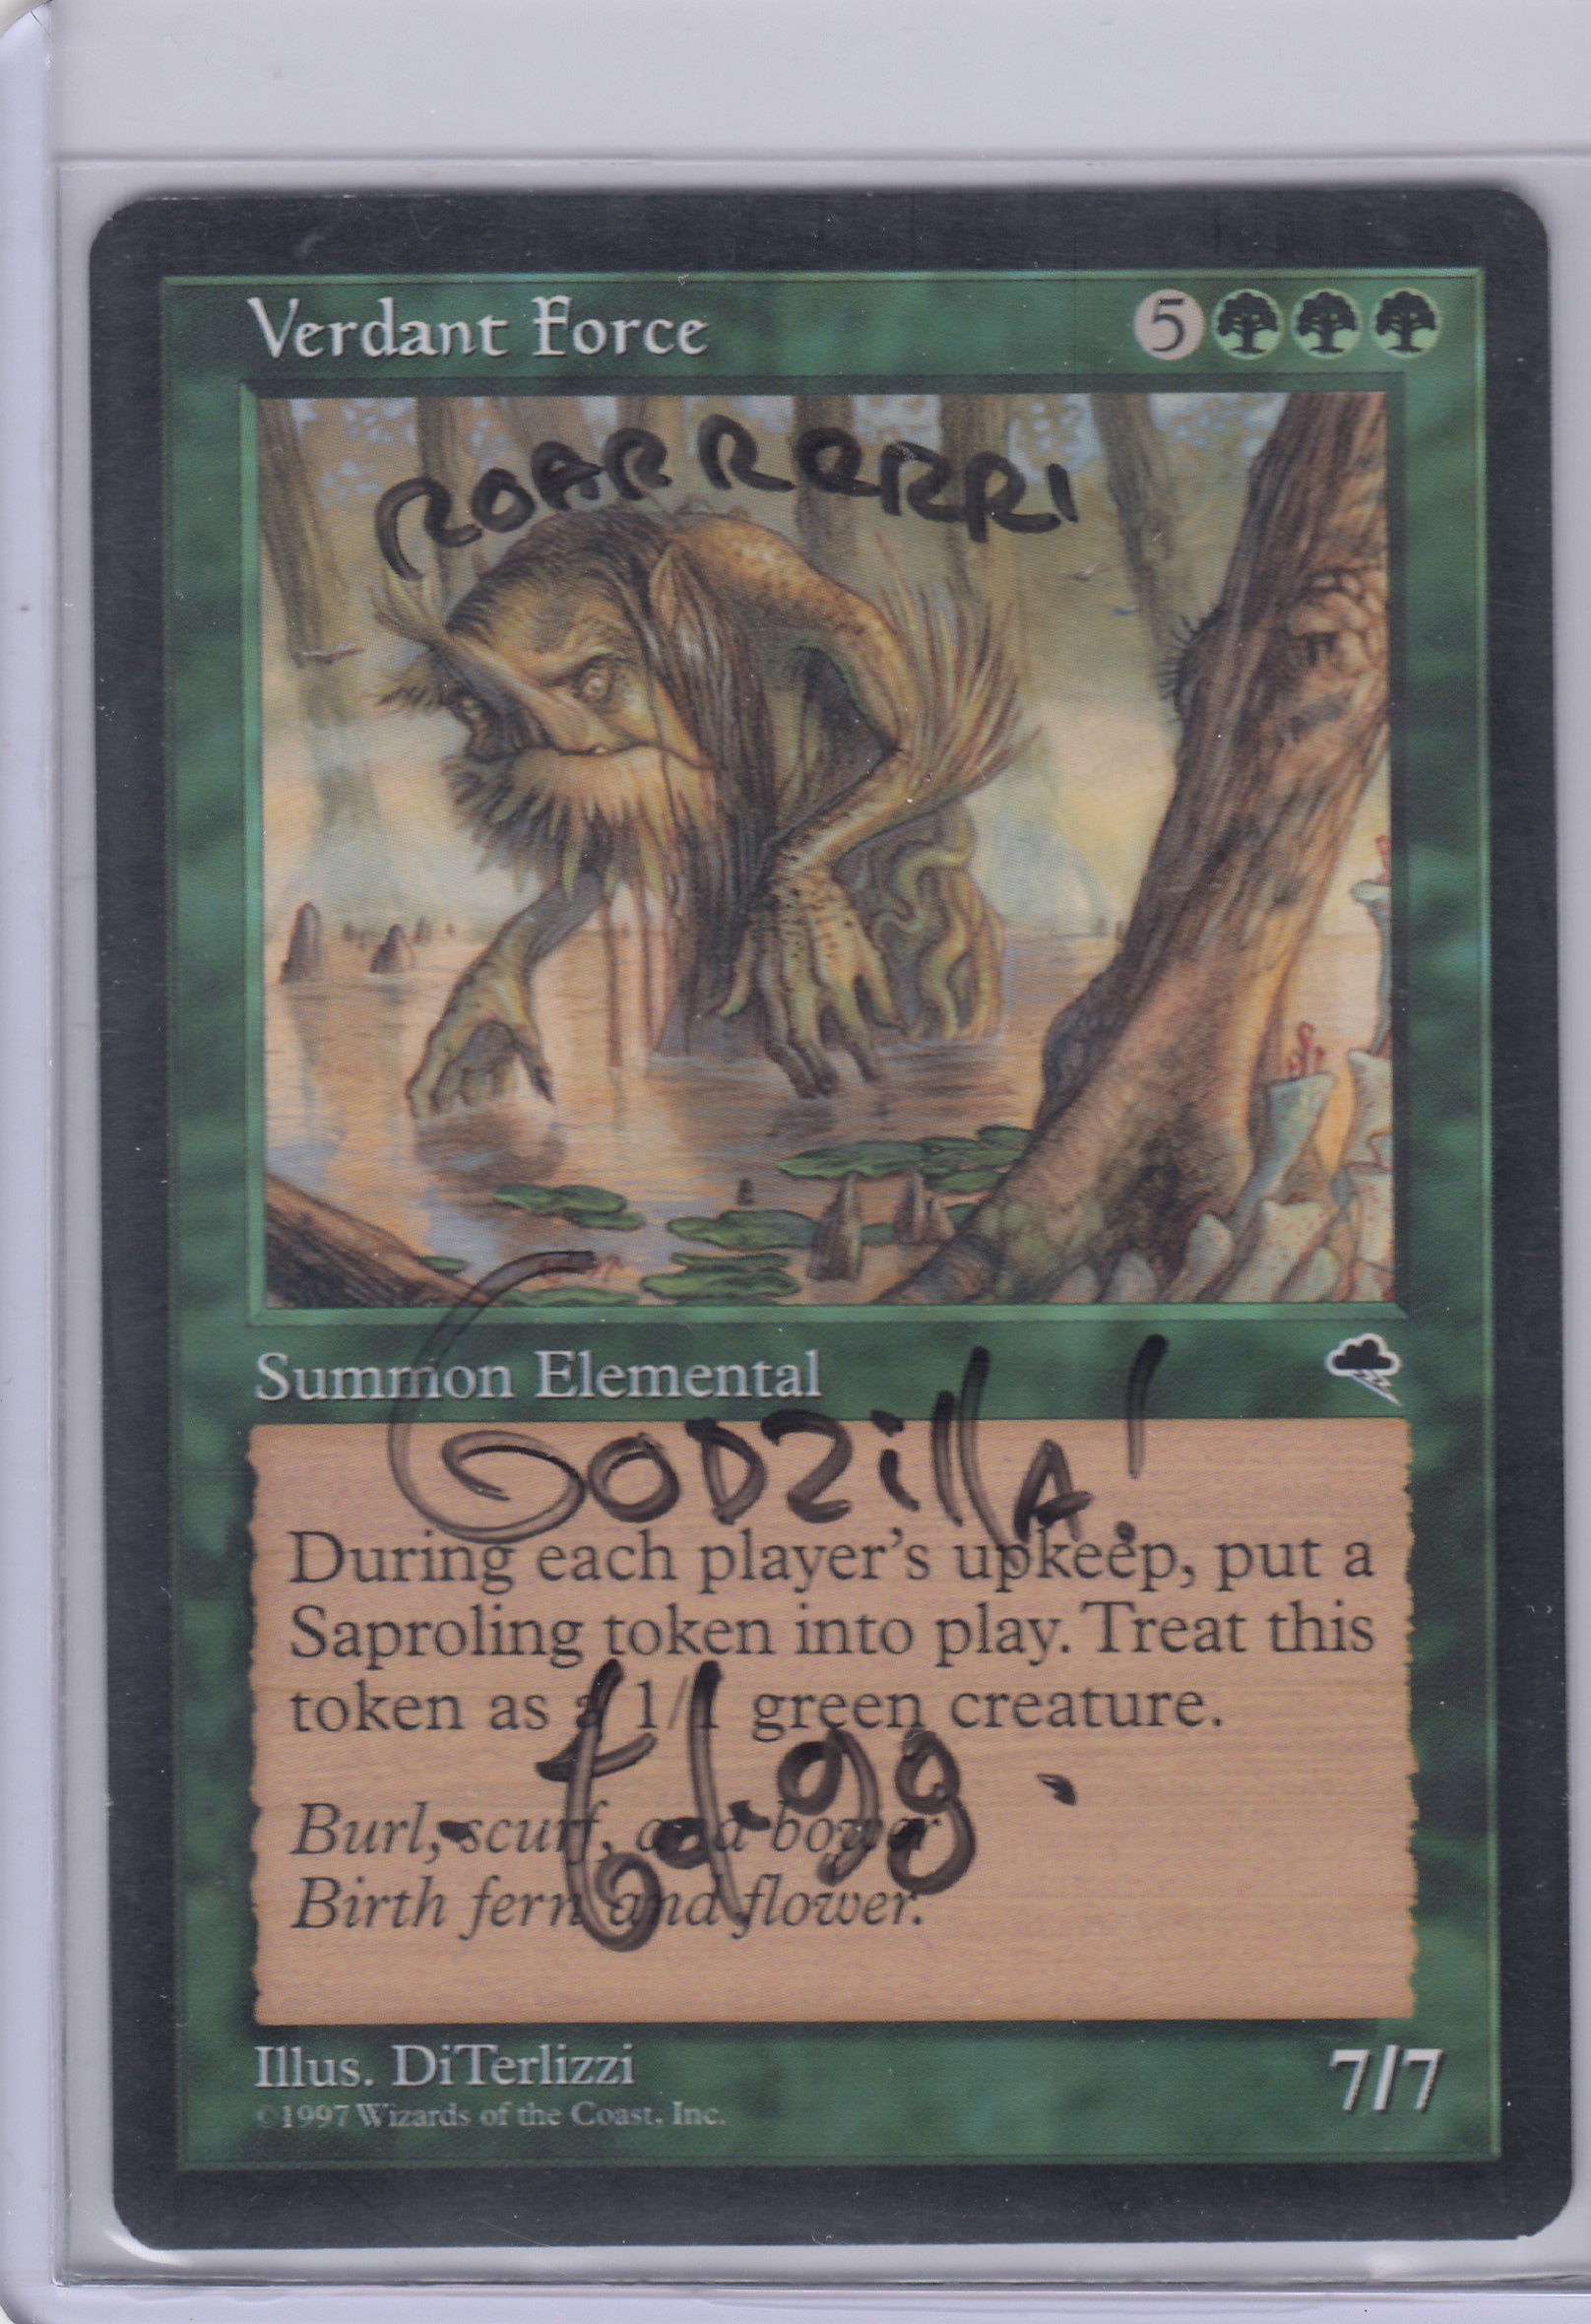 Verdant Force
5
ROARRRRRR!
Summon Elemental
GODZilla!
During each player's upkeep, put a
Saproling token into play. Treat this
token as a 1/1 green creature.
Burl, scurf, and bower
Birth fern and flower.
Illus. DiTerlizzi
7/7
©1997 Wizards of the Coast, Inc.